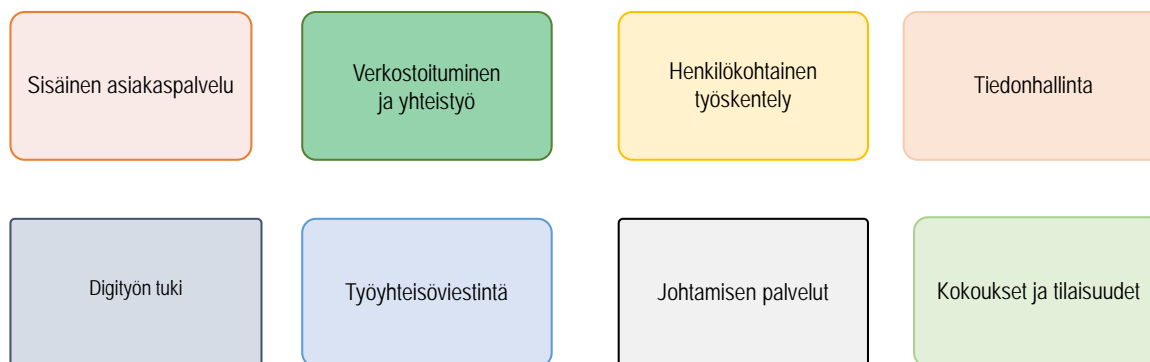 Sisäinen asiakaspalvelu
Verkostoituminen
ja yhteistyö
Henkilökohtainen
työskentely
Tiedonhallinta
Digityön tuki
Työyhteisöviestintä
Johtamisen palvelut
Kokoukset ja tilaisuudet